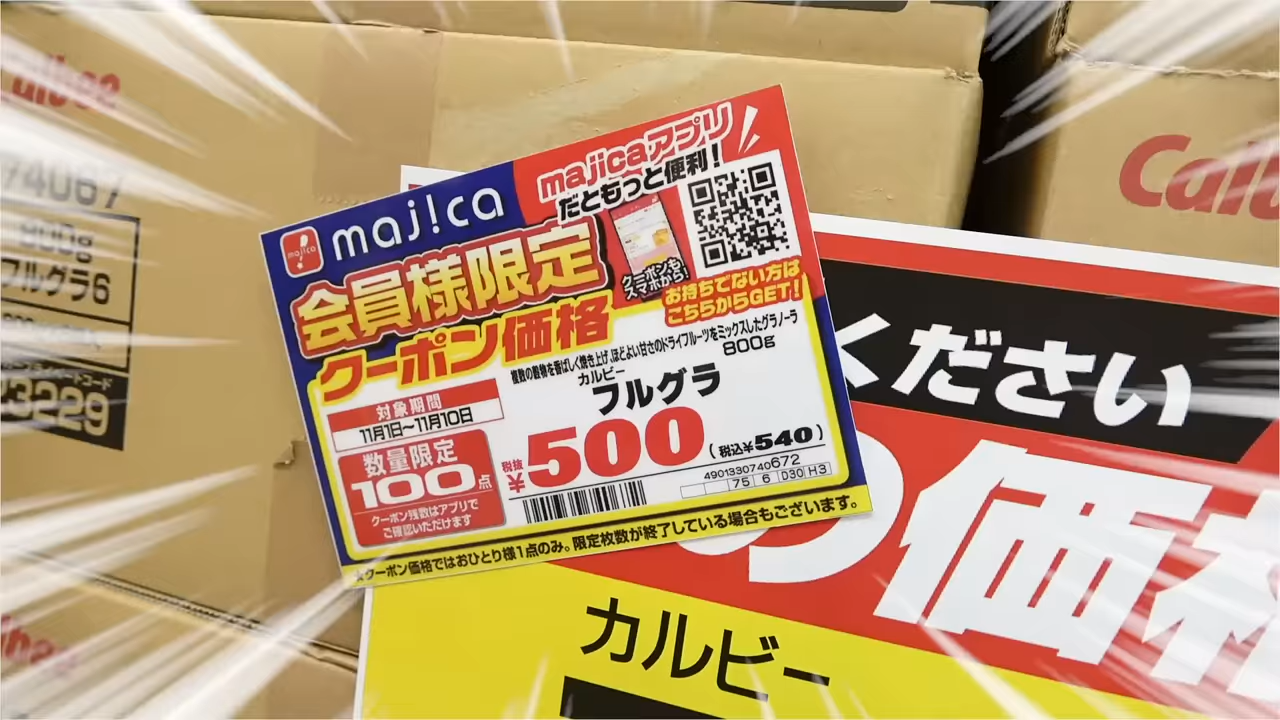 Calbee
74067
800g
フルグラ6
23229
Calb
maj!ca
majicaアプリ
だともっと便利！
会員様限定
クーポン価格
クーポンも
スマホから！
お持ちでない方は
こちらからGET！
複数の穀物を香ばしく焼き上げ、ほどよい甘さのドライフルーツをミックスしたグラノーラ
800g
カルビー
フルグラ
対象期間
11月1日〜11月10日
数量限定
100点
クーポン残数はアプリで
ご確認いただけます
税抜
¥500
(税込¥540)
4901330740672
75 6 D30 H3
※クーポン価格ではおひとり様1点のみ。限定枚数が終了している場合もございます。
ください
の価格
カルビー